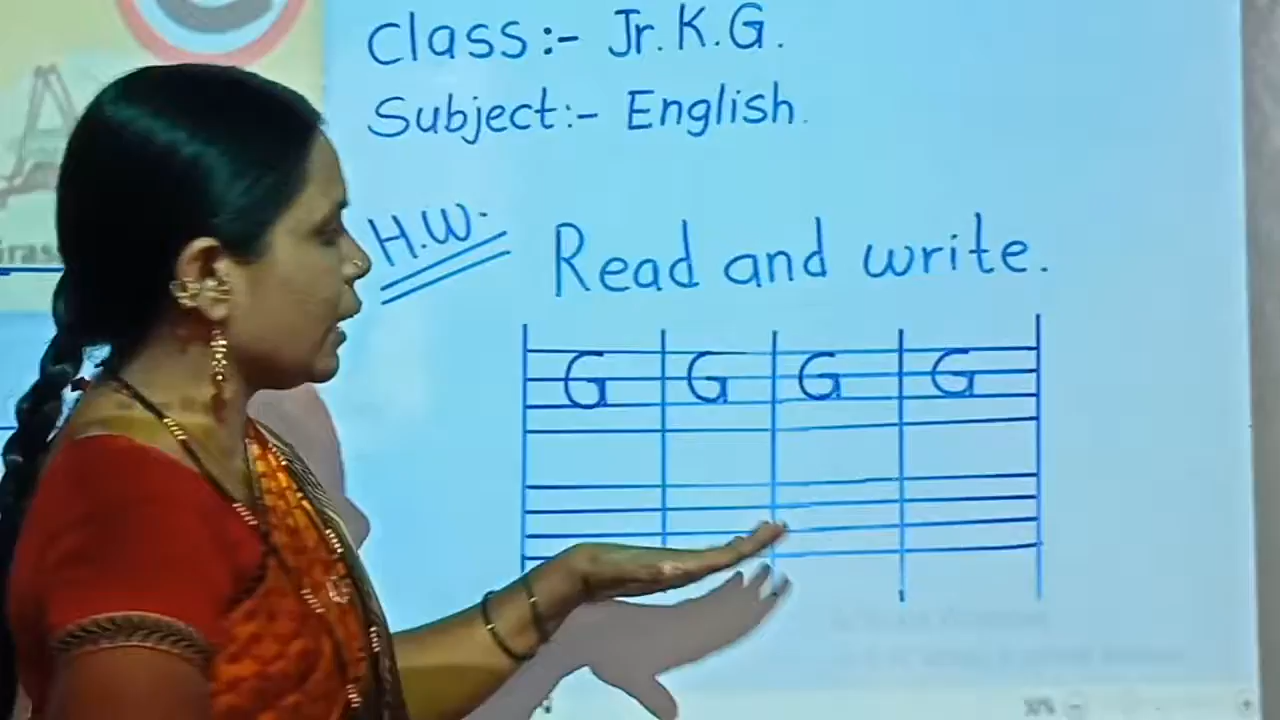 Class:- Jr. K. G.
Subject:- English.
H.W.
Read and write.
G G G G